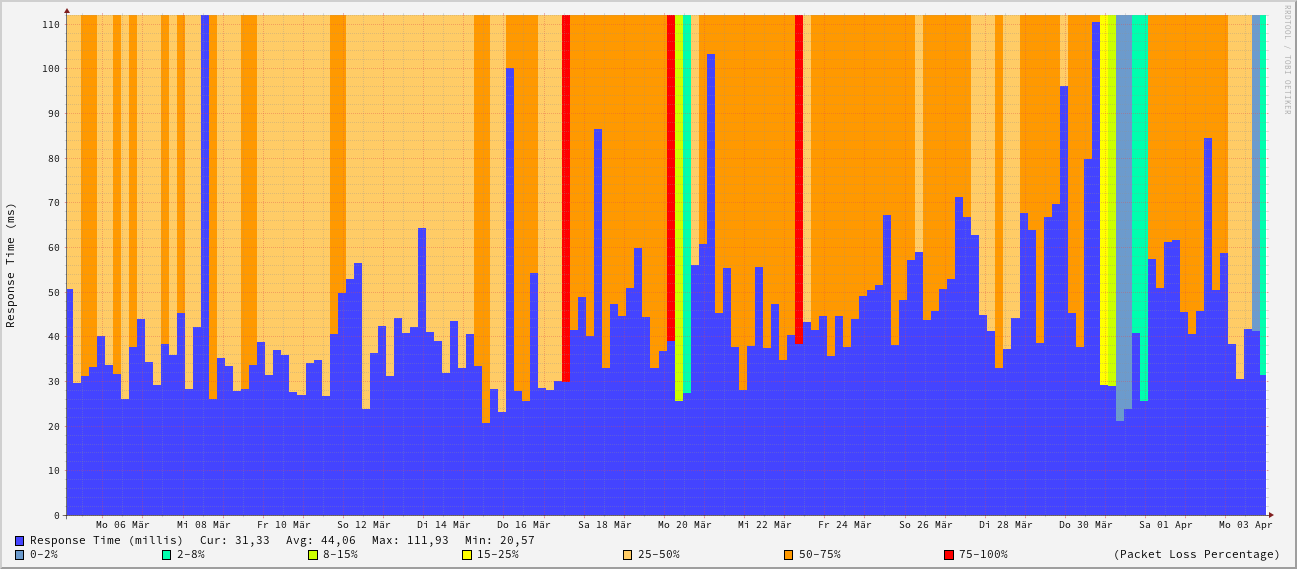 RRDTOOL / TOBI OETIKER
Response Time (ms)
110
100
90
80
70
60
50
40
30
20
10
0
Mo 06 Mär Mi 08 Mär Fr 10 Mär So 12 Mär Di 14 Mär Do 16 Mär Sa 18 Mär Mo 20 Mär Mi 22 Mär Fr 24 Mär So 26 Mär Di 28 Mär Do 30 Mär Sa 01 Apr Mo 03 Apr
Response Time (millis) Cur: 31,33 Avg: 44,06 Max: 111,93 Min: 20,57
0-2% 2-8% 8-15% 15-25% 25-50% 50-75% 75-100% (Packet Loss Percentage)